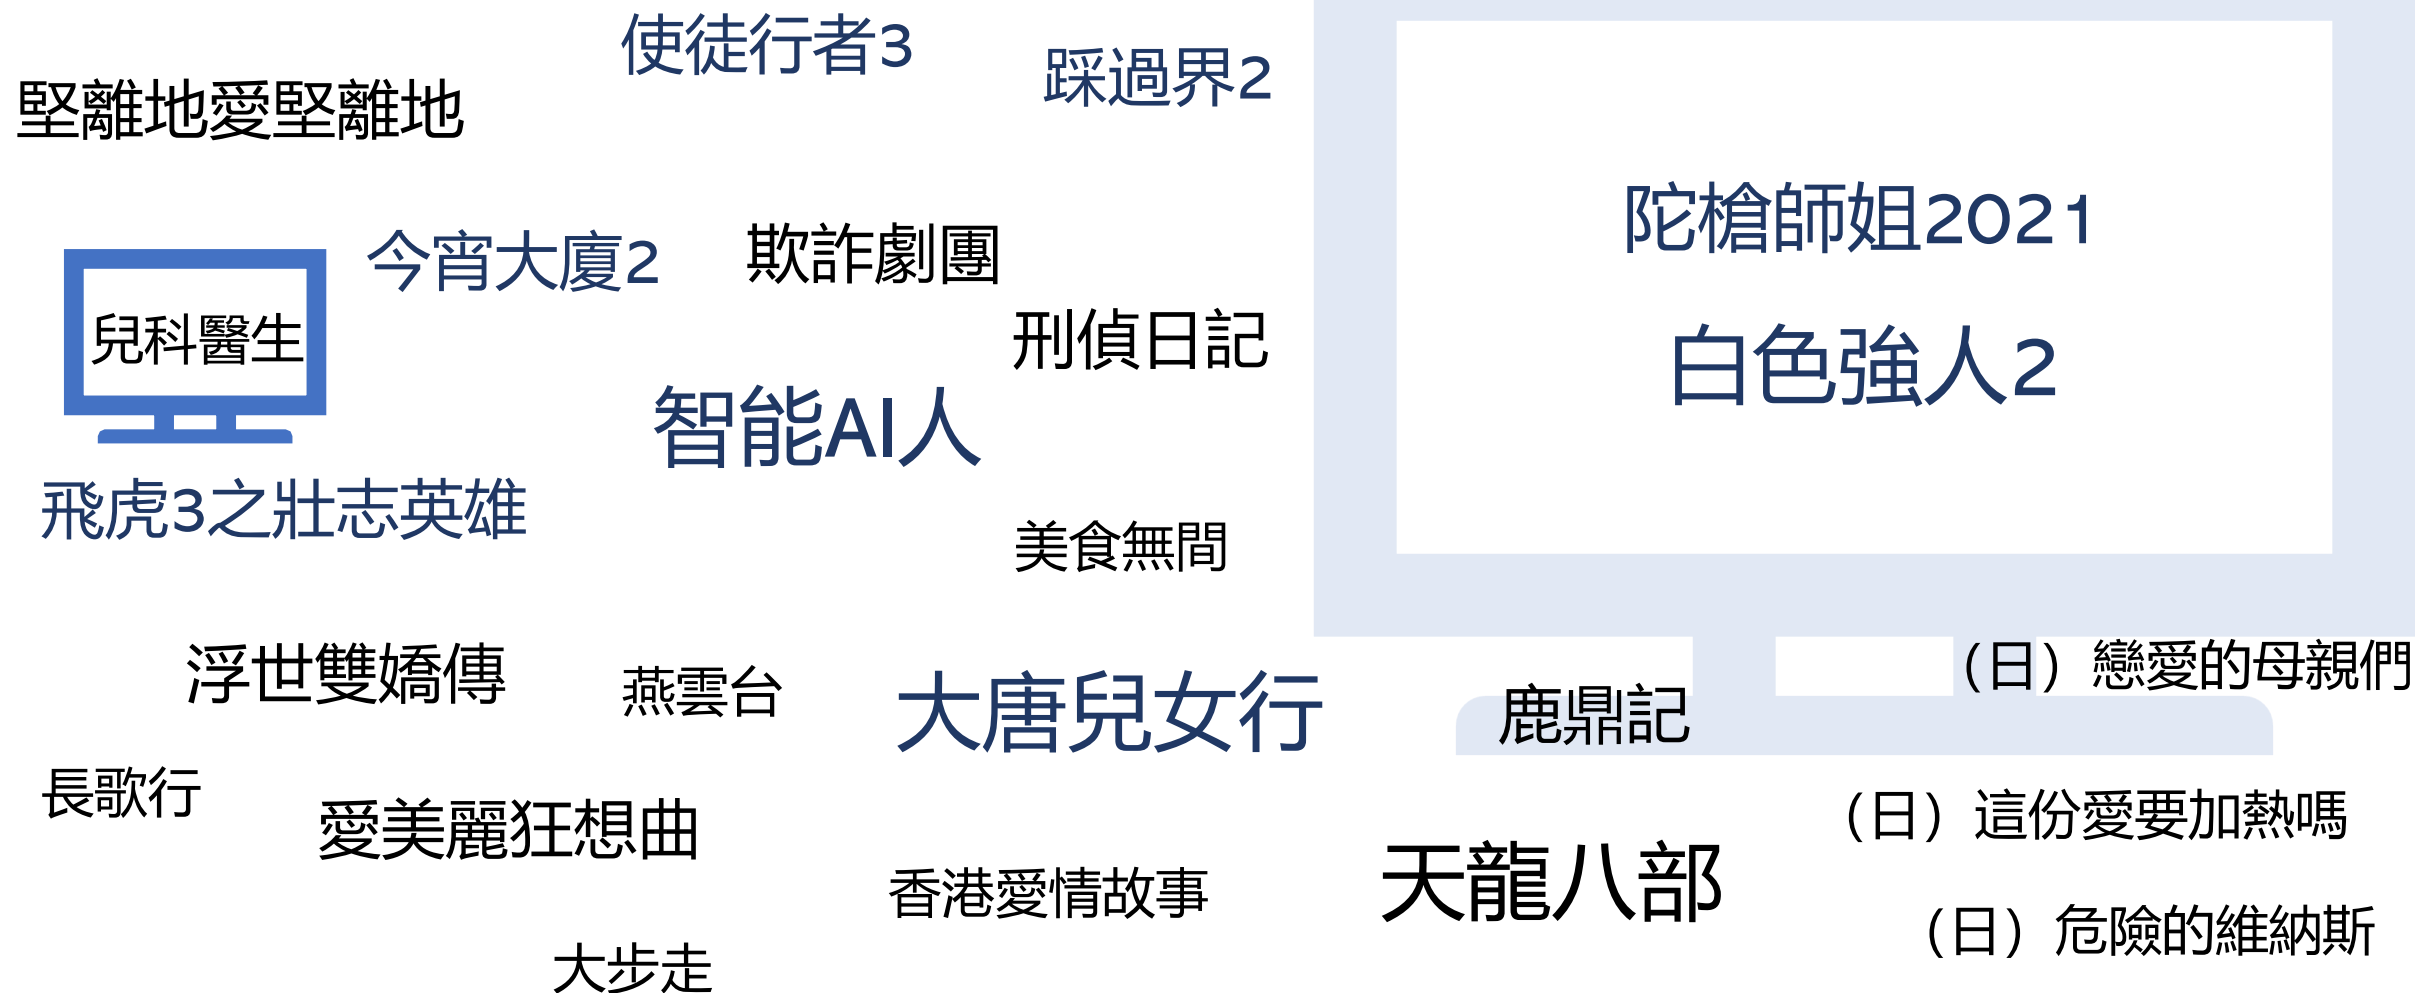 使徒行者3
踩過界2
堅離地愛堅離地
陀槍師姐2021
今宵大廈2
欺詐劇團
兒科醫生
刑偵日記
白色強人2
智能AI人
飛虎3之壯志英雄
美食無間
浮世雙嬌傳
燕雲台
大唐兒女行
鹿鼎記
（日）戀愛的母親們
長歌行
愛美麗狂想曲
（日）這份愛要加熱嗎
香港愛情故事
天龍八部
（日）危險的維納斯
大步走